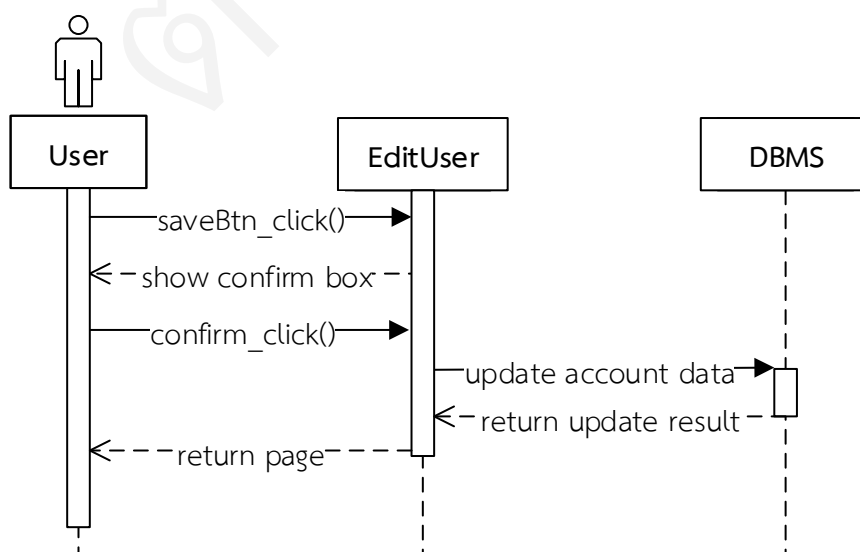 User
EditUser
DBMS
saveBtn_click()
show confirm box
confirm_click()
update account data
return update result
return page